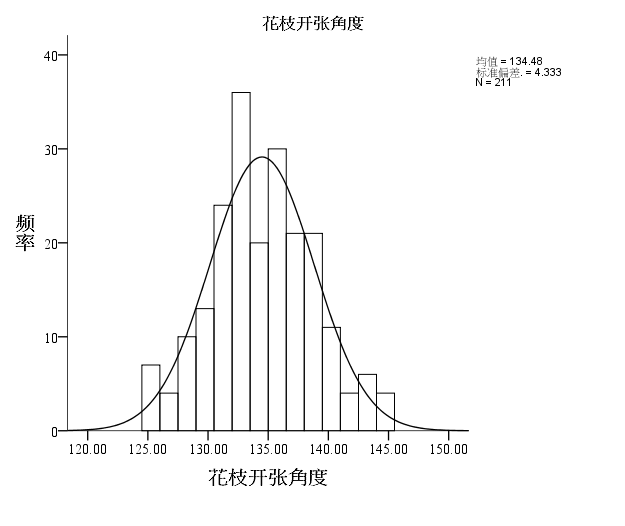 花枝开张角度
均值 = 134.48
标准偏差. = 4.333
N = 211
40
30
20
10
0
频率
120.00 125.00 130.00 135.00 140.00 145.00 150.00
花枝开张角度